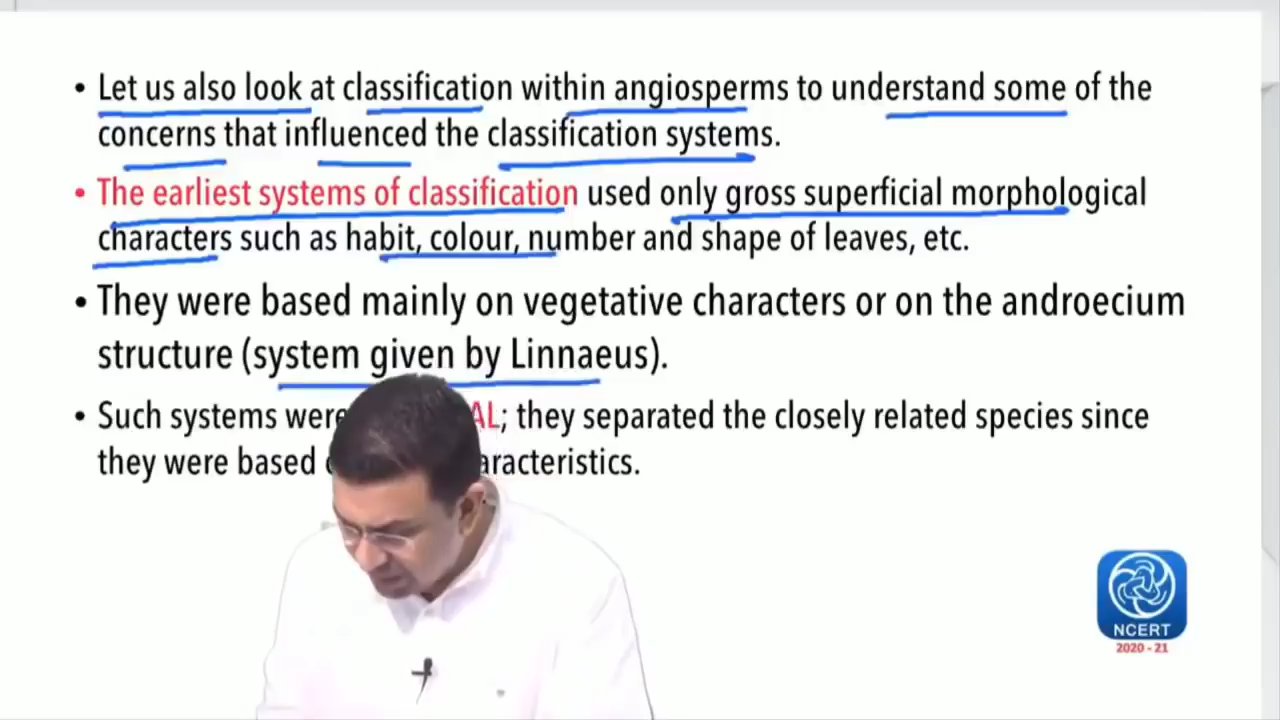 • Let us also look at classification within angiosperms to understand some of the
concerns that influenced the classification systems.
• The earliest systems of classification used only gross superficial morphological
characters such as habit, colour, number and shape of leaves, etc.
• They were based mainly on vegetative characters or on the androecium
structure (system given by Linnaeus).
• Such systems were AL; they separated the closely related species since
they were based aracteristics.
NCERT
2020 - 21